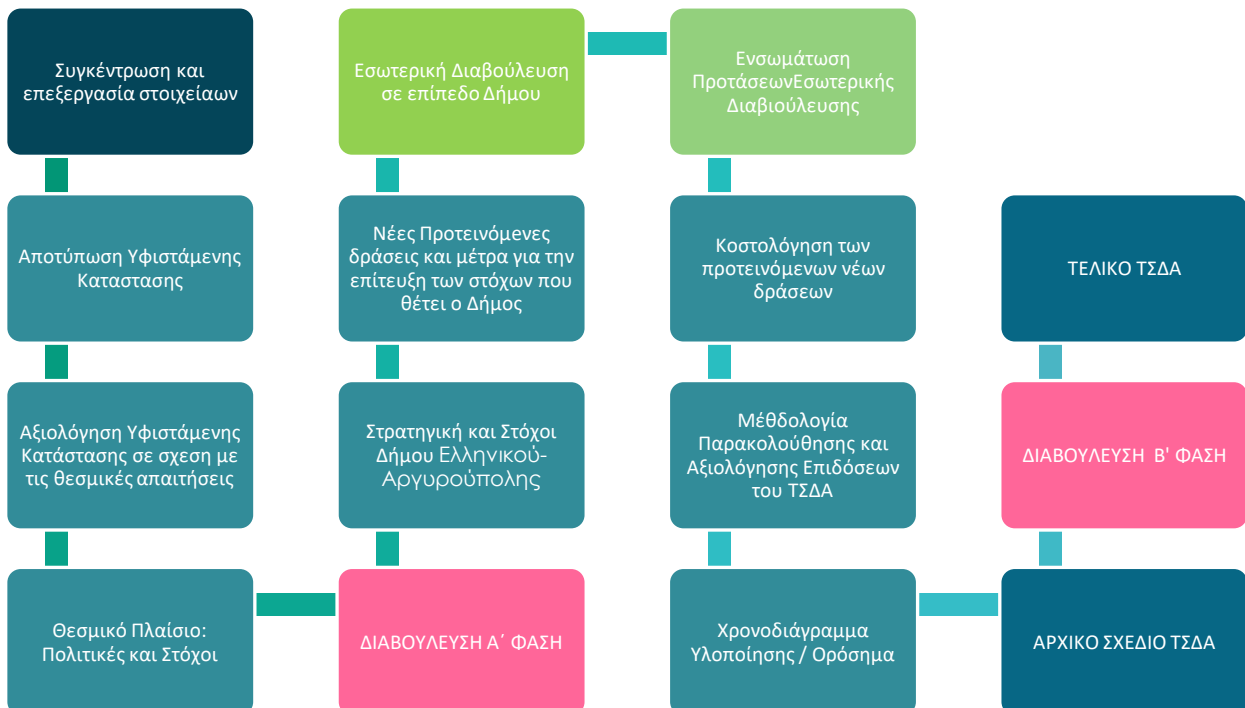 Συγκέντρωση και
επεξεργασία στοιχείαων
Αποτύπωση Υφιστάμενης
Καταστασης
Αξιολόγηση Υφιστάμενης
Κατάστασης σε σχεση με
τις θεσμικές απαιτήσεις
Θεσμικό Πλαίσιο:
Πολιτικές και Στόχοι
ΔΙΑΒΟΥΛΕΥΣΗ Α΄ ΦΑΣΗ
Στρατηγική και Στόχοι
Δήμου Ελληνικού-
Αργυρούπολης
Νέες Προτεινόμενες
δράσεις και μέτρα για την
επίτευξη των στόχων που
θέτει ο Δήμος
Εσωτερική Διαβούλευση
σε επίπεδο Δήμου
Ενσωμάτωση
ΠροτάσεωνΕσωτερικής
Διαβιούλευσης
Κοστολόγηση των
προτεινόμενων νέων
δράσεων
Μέθδολογία
Παρακολούθησης και
Αξιολόγησης Επιδόσεων
του ΤΣΔΑ
Χρονοδιάγραμμα
Υλοποίησης / Ορόσημα
ΑΡΧΙΚΟ ΣΧΕΔΙΟ ΤΣΔΑ
ΔΙΑΒΟΥΛΕΥΣΗ Β' ΦΑΣΗ
ΤΕΛΙΚΟ ΤΣΔΑ